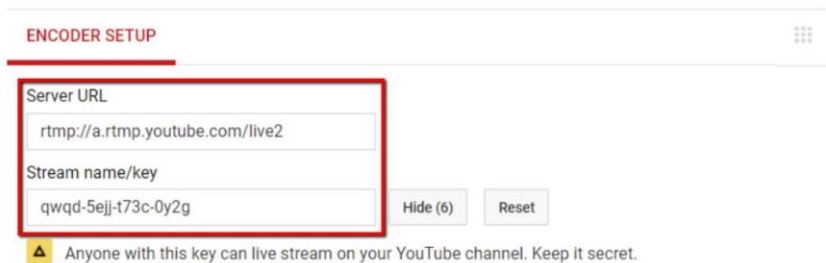 ENCODER SETUP
Server URL
rtmp://a.rtmp.youtube.com/live2
Stream name/key
qwqd-5ejj-t73c-0y2g Hide (6) Reset
Anyone with this key can live stream on your YouTube channel. Keep it secret.